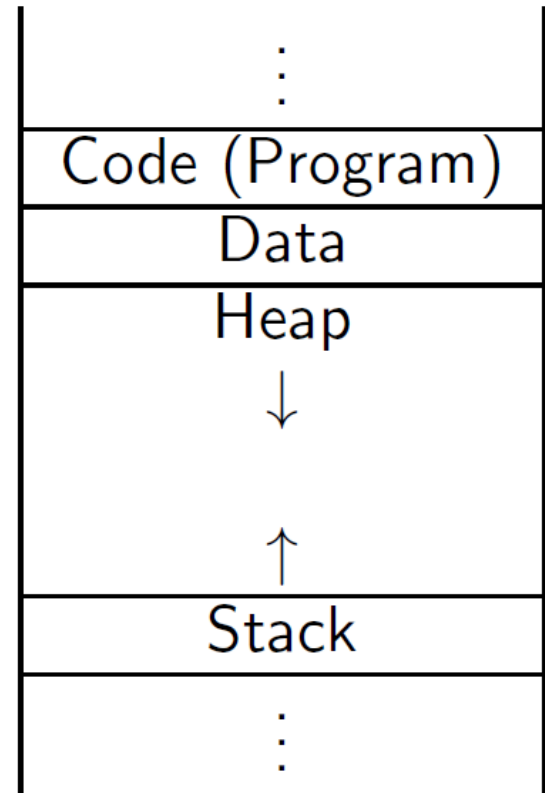 ⋮
Code (Program)
Data
Heap
↓
↑
Stack
⋮